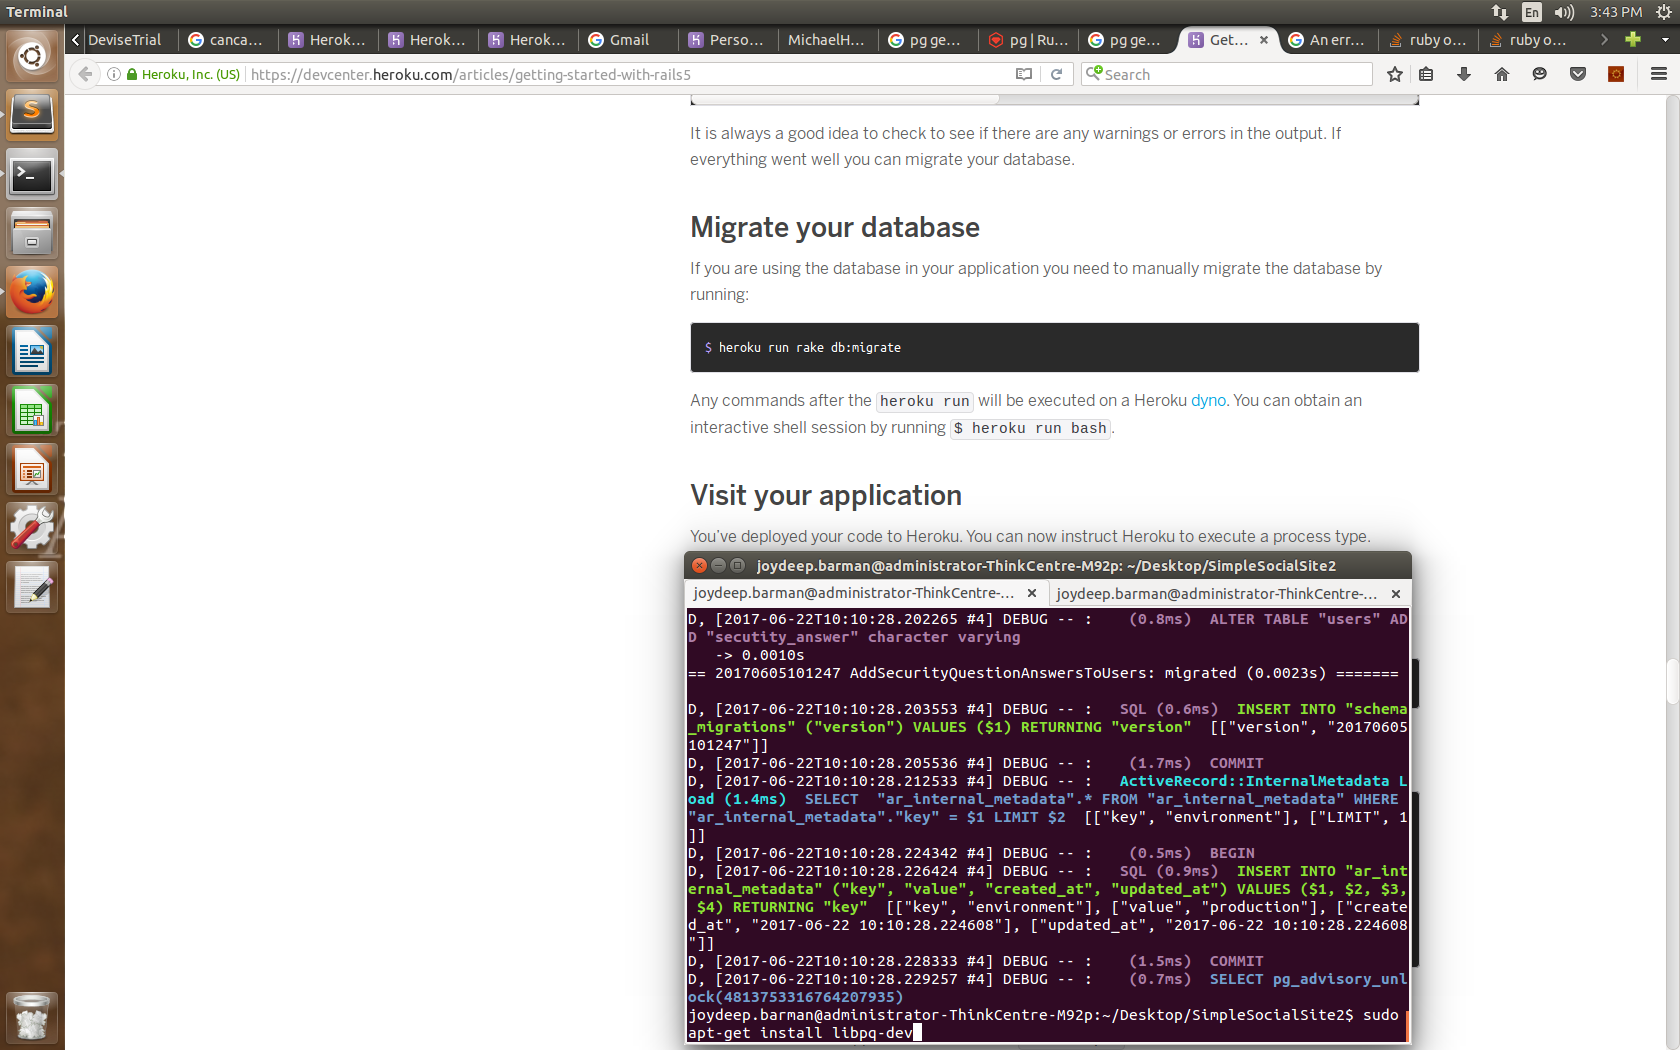 Terminal
En
3:43 PM
DeviseTrial
canca...
Herok...
Herok...
Herok...
Gmail
Perso...
MichaelH...
pg ge...
pg | Ru...
pg ge...
Get...
An err...
ruby o...
ruby o...
Heroku, Inc. (US)
https://devcenter.heroku.com/articles/getting-started-with-rails5
Search
It is always a good idea to check to see if there are any warnings or errors in the output. If
everything went well you can migrate your database.
Migrate your database
If you are using the database in your application you need to manually migrate the database by
running:
$ heroku run rake db:migrate
Any commands after the heroku run will be executed on a Heroku dyno. You can obtain an
interactive shell session by running $ heroku run bash.
Visit your application
You've deployed your code to Heroku. You can now instruct Heroku to execute a process type.
joydeep.barman@administrator-ThinkCentre-M92p: ~/Desktop/SimpleSocialSite2
joydeep.barman@administrator-ThinkCentre-...
joydeep.barman@administrator-ThinkCentre-...
D, [2017-06-22T10:10:28.202265 #4] DEBUG -- :    (0.8ms)  ALTER TABLE "users" AD
D "secutity_answer" character varying
   -> 0.0010s
== 20170605101247 AddSecurityQuestionAnswersToUsers: migrated (0.0023s) =======
D, [2017-06-22T10:10:28.203553 #4] DEBUG -- :   SQL (0.6ms)  INSERT INTO "schema
_migrations" ("version") VALUES ($1) RETURNING "version"  [["version", "20170605
101247"]]
D, [2017-06-22T10:10:28.205536 #4] DEBUG -- :    (1.7ms)  COMMIT
D, [2017-06-22T10:10:28.212533 #4] DEBUG -- :   ActiveRecord::InternalMetadata L
oad (1.4ms)  SELECT  "ar_internal_metadata".* FROM "ar_internal_metadata" WHERE
"ar_internal_metadata"."key" = $1 LIMIT $2  [["key", "environment"], ["LIMIT", 1
]]
D, [2017-06-22T10:10:28.224342 #4] DEBUG -- :    (0.5ms)  BEGIN
D, [2017-06-22T10:10:28.226424 #4] DEBUG -- :   SQL (0.9ms)  INSERT INTO "ar_int
ernal_metadata" ("key", "value", "created_at", "updated_at") VALUES ($1, $2, $3,
 $4) RETURNING "key"  [["key", "environment"], ["value", "production"], ["create
d_at", "2017-06-22 10:10:28.224608"], ["updated_at", "2017-06-22 10:10:28.224608
"]]
D, [2017-06-22T10:10:28.228333 #4] DEBUG -- :    (1.5ms)  COMMIT
D, [2017-06-22T10:10:28.229257 #4] DEBUG -- :    (0.7ms)  SELECT pg_advisory_unl
ock(4813753316764207935)
joydeep.barman@administrator-ThinkCentre-M92p:~/Desktop/SimpleSocialSite2$ sudo
apt-get install libpq-dev